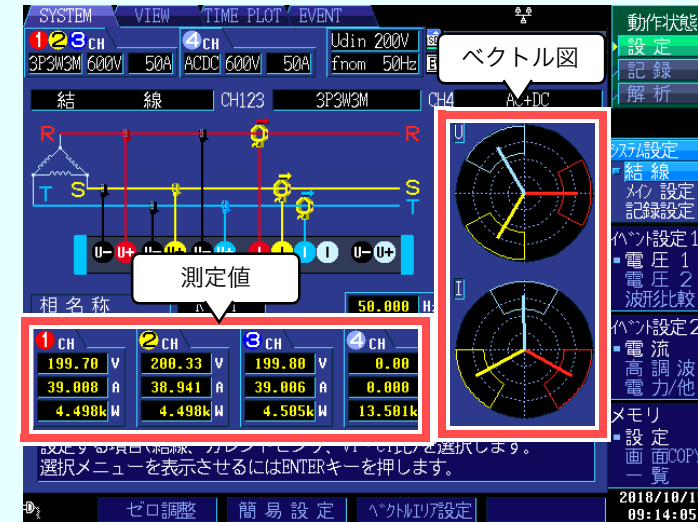 SYSTEM VIEW TIME PLOT EVENT
動作状態
1 2 3 CH 4 CH Udin 200V
設 定
3P3W3M 600V 50A ACDC 600V 50A fnom 50Hz
ベクトル図
記 録
解 析
結 線 CH123 3P3W3M CH4 AC+DC
R R
U
システム設定
結 線
メイン 設定
記録設定
S S
T T
イベント設定1
電 圧 1
電 圧 2
波形比較
U- U+ U- U+ U- U+ I I I I U- U+
測定値
I
相 名 称 50.000 Hz
イベント設定2
電 流
高 調 波
電 力/他
1 CH 2 CH 3 CH 4 CH
199.70 V 200.33 V 199.80 V 0.00
39.008 A 38.941 A 39.006 A 0.000
4.498k W 4.498k W 4.505k W 13.501k
メモリ
設 定
画 面COPY
一 覧
を選択します。
選択メニューを表示させるにはENTERキーを押します。
2018/10/1
09:14:05
ゼロ調整 簡 易 設 定 ベクトルエリア設定